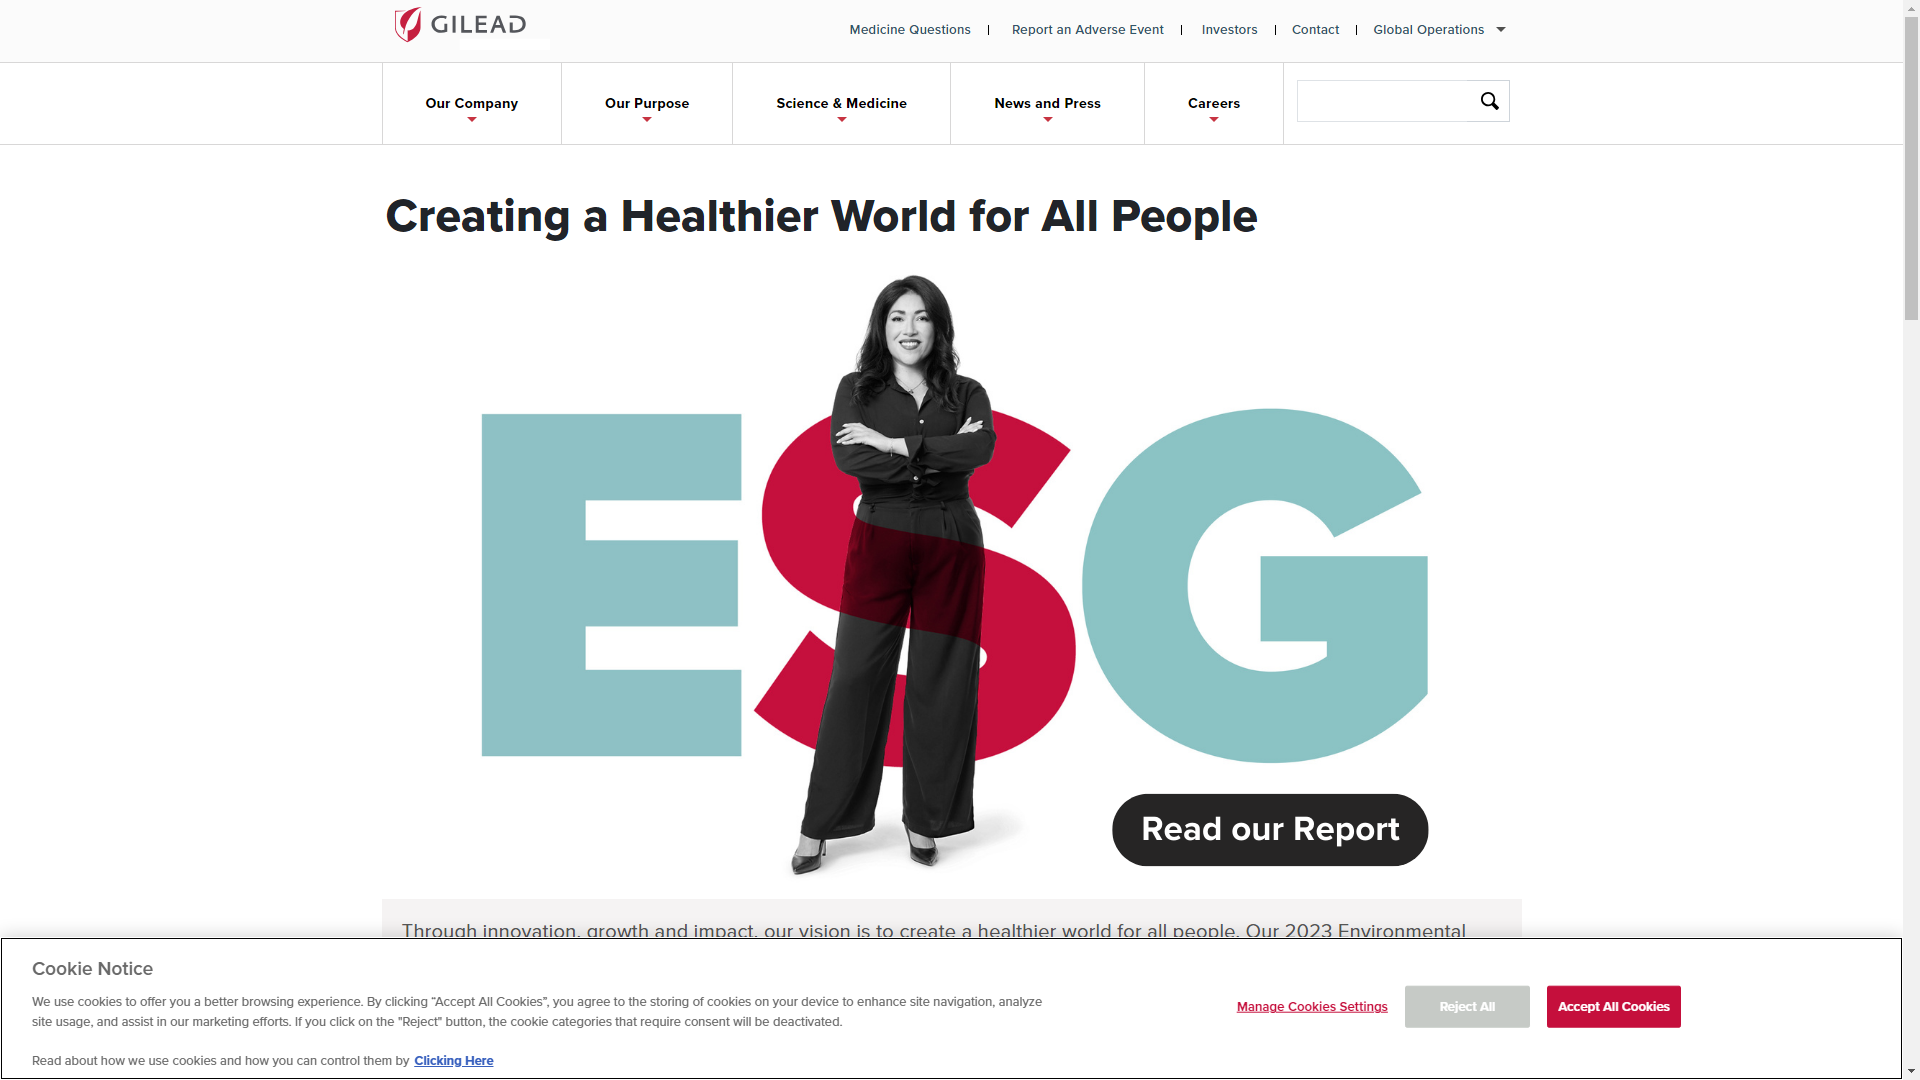 GILEAD
Medicine Questions
Report an Adverse Event
Investors
Contact
Global Operations
Our Company
Our Purpose
Science & Medicine
News and Press
Careers
Creating a Healthier World for All People
ESG
Read our Report
Through innovation, growth and impact, our vision is to create a healthier world for all people. Our 2023 Environmental
Cookie Notice
We use cookies to offer you a better browsing experience. By clicking “Accept All Cookies”, you agree to the storing of cookies on your device to enhance site navigation, analyze
site usage, and assist in our marketing efforts. If you click on the "Reject" button, the cookie categories that require consent will be deactivated.
Read about how we use cookies and how you can control them by Clicking Here
Manage Cookies Settings
Reject All
Accept All Cookies